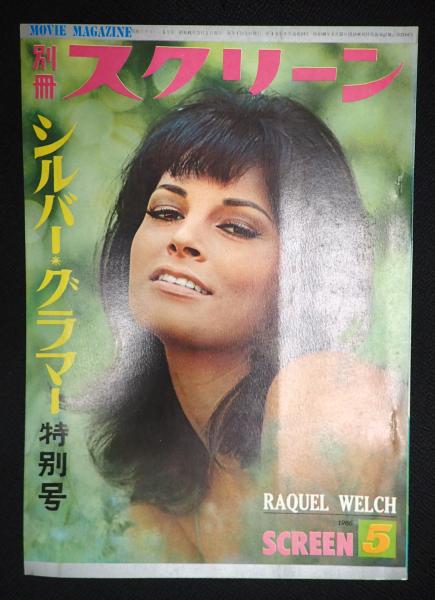 MOVIE MAGAZINE
別冊
スクリーン
シルバー*グラマー
特別号
RAQUEL WELCH
1966
SCREEN 5